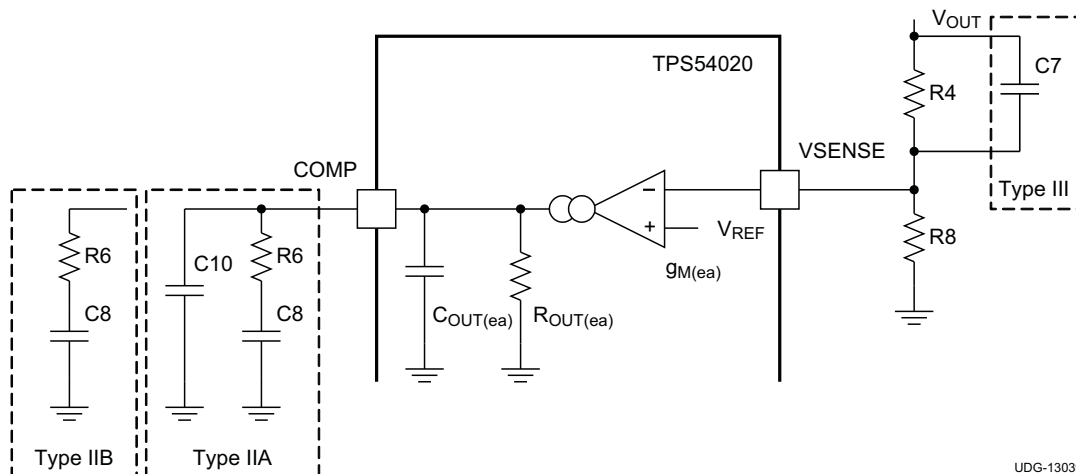 VOUT
C7
TPS54020
R4
COMP
VSENSE
Type III
R6
C10
R6
VREF
R8
gM(ea)
C8
C8
COUT(ea)
ROUT(ea)
Type IIB
Type IIA
UDG-1303